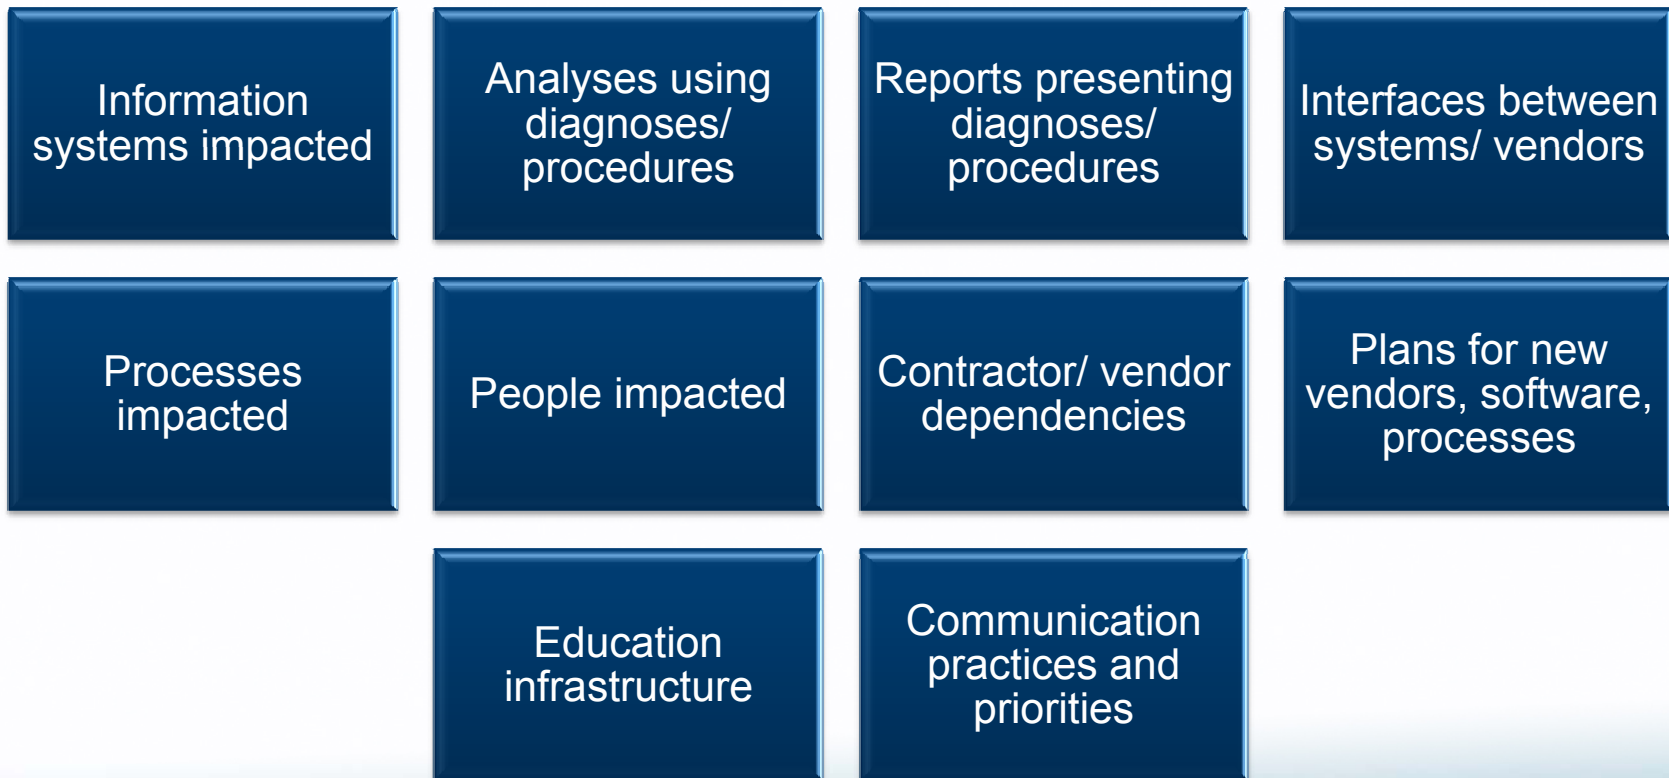 Information
systems impacted
Analyses using
diagnoses/
procedures
Reports presenting
diagnoses/
procedures
Interfaces between
systems/ vendors
Processes
impacted
People impacted
Contractor/ vendor
dependencies
Plans for new
vendors, software,
processes
Education
infrastructure
Communication
practices and
priorities